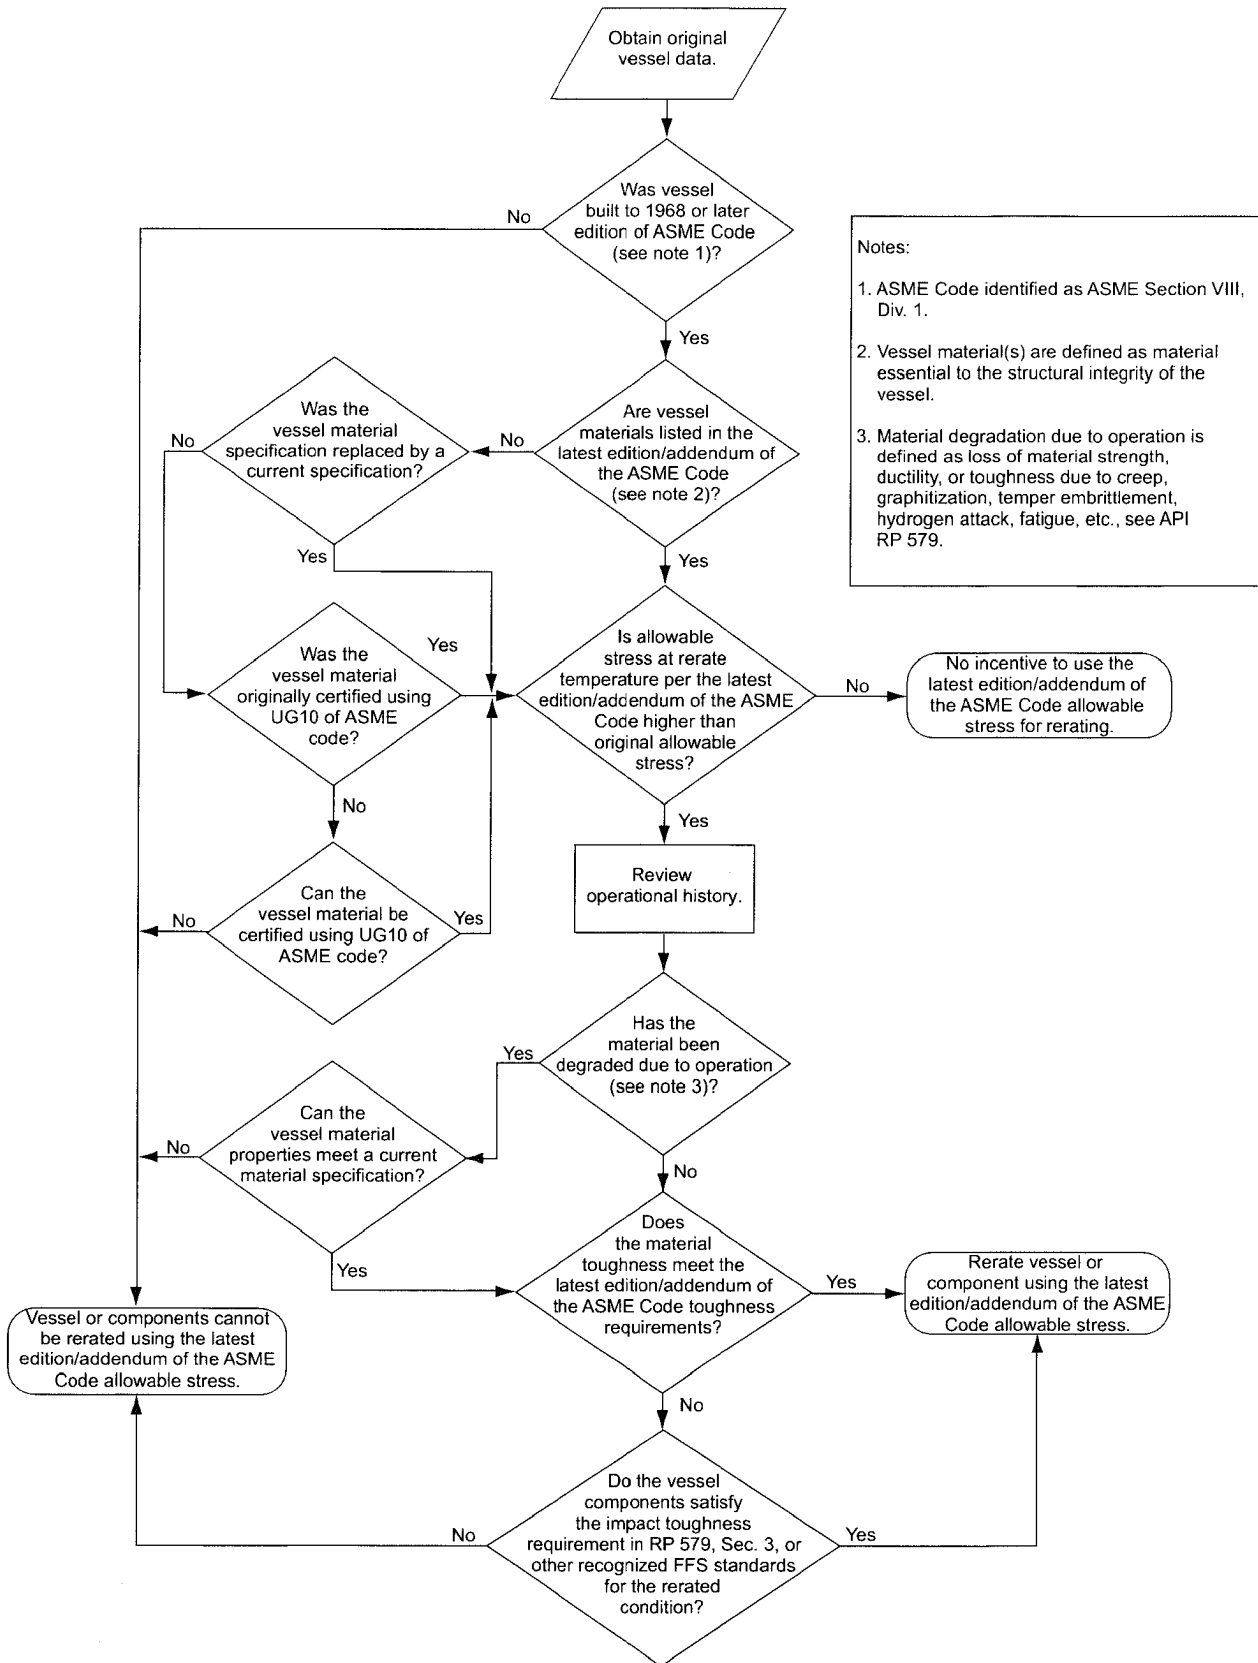 Obtain original
vessel data.
Was vessel
built to 1968 or later
edition of ASME Code
(see note 1)?
No
Yes
Notes:
1. ASME Code identified as ASME Section VIII,
Div. 1.
2. Vessel material(s) are defined as material
essential to the structural integrity of the
vessel.
3. Material degradation due to operation is
defined as loss of material strength,
ductility, or toughness due to creep,
graphitization, temper embrittlement,
hydrogen attack, fatigue, etc., see API
RP 579.
Are vessel
materials listed in the
latest edition/addendum of
the ASME Code
(see note 2)?
No
Yes
Was the
vessel material
specification replaced by a
current specification?
No
Yes
Was the
vessel material
originally certified using
UG10 of ASME
code?
Yes
No
Is allowable
stress at rerate
temperature per the latest
edition/addendum of the ASME
Code higher than
original allowable
stress?
No
Yes
No incentive to use the
latest edition/addendum of
the ASME Code allowable
stress for rerating.
Can the
vessel material be
certified using UG10 of
ASME code?
No
Yes
Review
operational history.
Has the
material been
degraded due to operation
(see note 3)?
Yes
No
Can the
vessel material
properties meet a current
material specification?
No
Yes
Does
the material
toughness meet the
latest edition/addendum of
the ASME Code toughness
requirements?
Yes
No
Rerate vessel or
component using the latest
edition/addendum of the ASME
Code allowable stress.
Vessel or components cannot
be rerated using the latest
edition/addendum of the ASME
Code allowable stress.
Do the vessel
components satisfy
the impact toughness
requirement in RP 579, Sec. 3, or
other recognized FFS standards
for the rerated
condition?
No
Yes